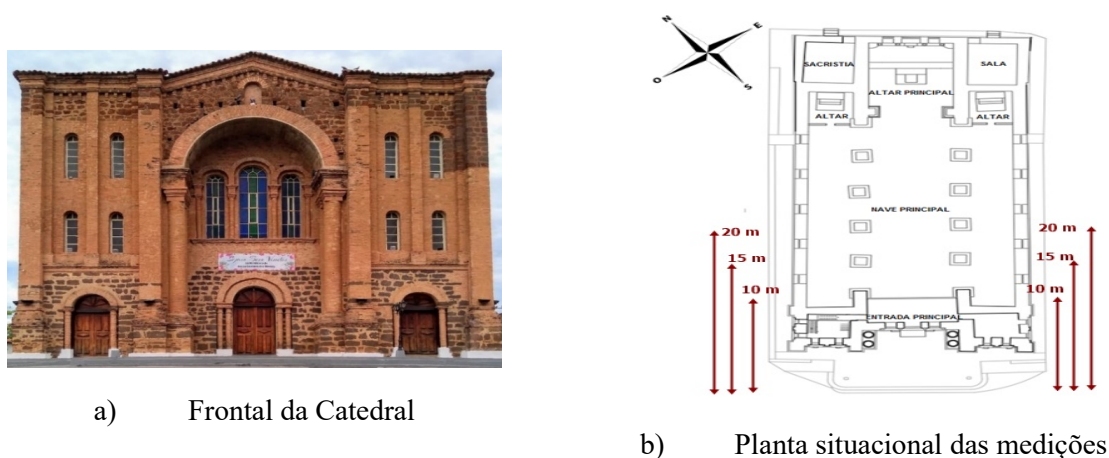 N
E
O
S
SACRISTIA
SALA
ALTAR PRINCIPAL
ALTAR
ALTAR
NAVE PRINCIPAL
20 m
20 m
15 m
15 m
10 m
10 m
ENTRADA PRINCIPAL
a) Frontal da Catedral
b) Planta situacional das medições